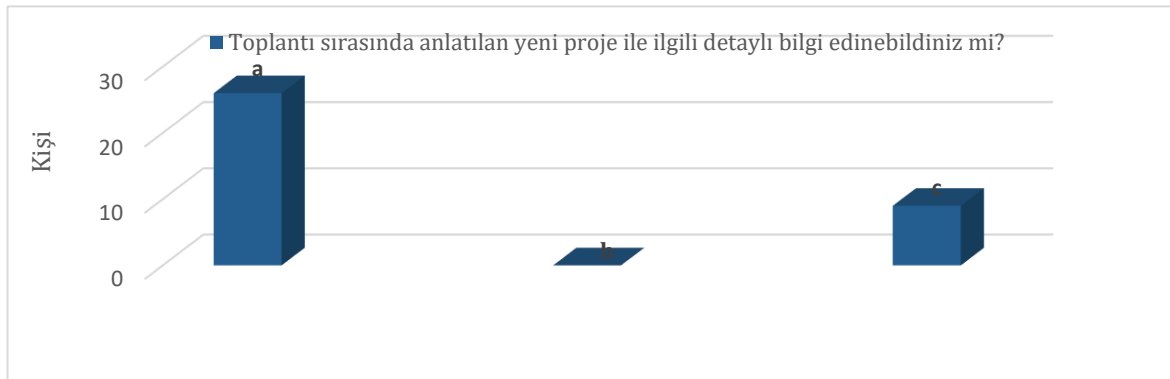 Toplantı sırasında anlatılan yeni proje ile ilgili detaylı bilgi edinebildiniz mi?
Kişi
30
20
10
0
a
b
c